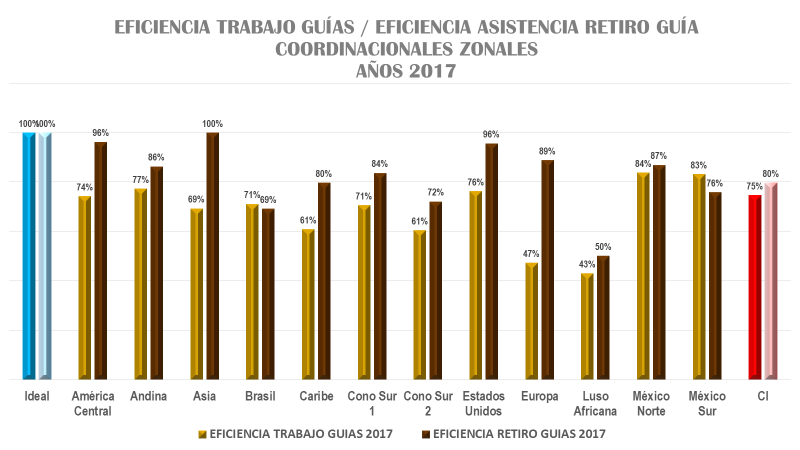 EFICIENCIA TRABAJO GUÍAS / EFICIENCIA ASISTENCIA RETIRO GUÍA
COORDINACIONALES ZONALES
AÑOS 2017
100% 100%
74% 96%
77% 86%
69% 100%
71% 69%
61% 80%
71% 84%
61% 72%
76% 96%
47% 89%
43% 50%
84% 87%
83% 76%
75% 80%
Ideal
América
Central
Andina
Asia
Brasil
Caribe
Cono Sur
1
Cono Sur
2
Estados
Unidos
Europa
Luso
Africana
México
Norte
México
Sur
CI
EFICIENCIA TRABAJO GUIAS 2017
EFICIENCIA RETIRO GUIAS 2017